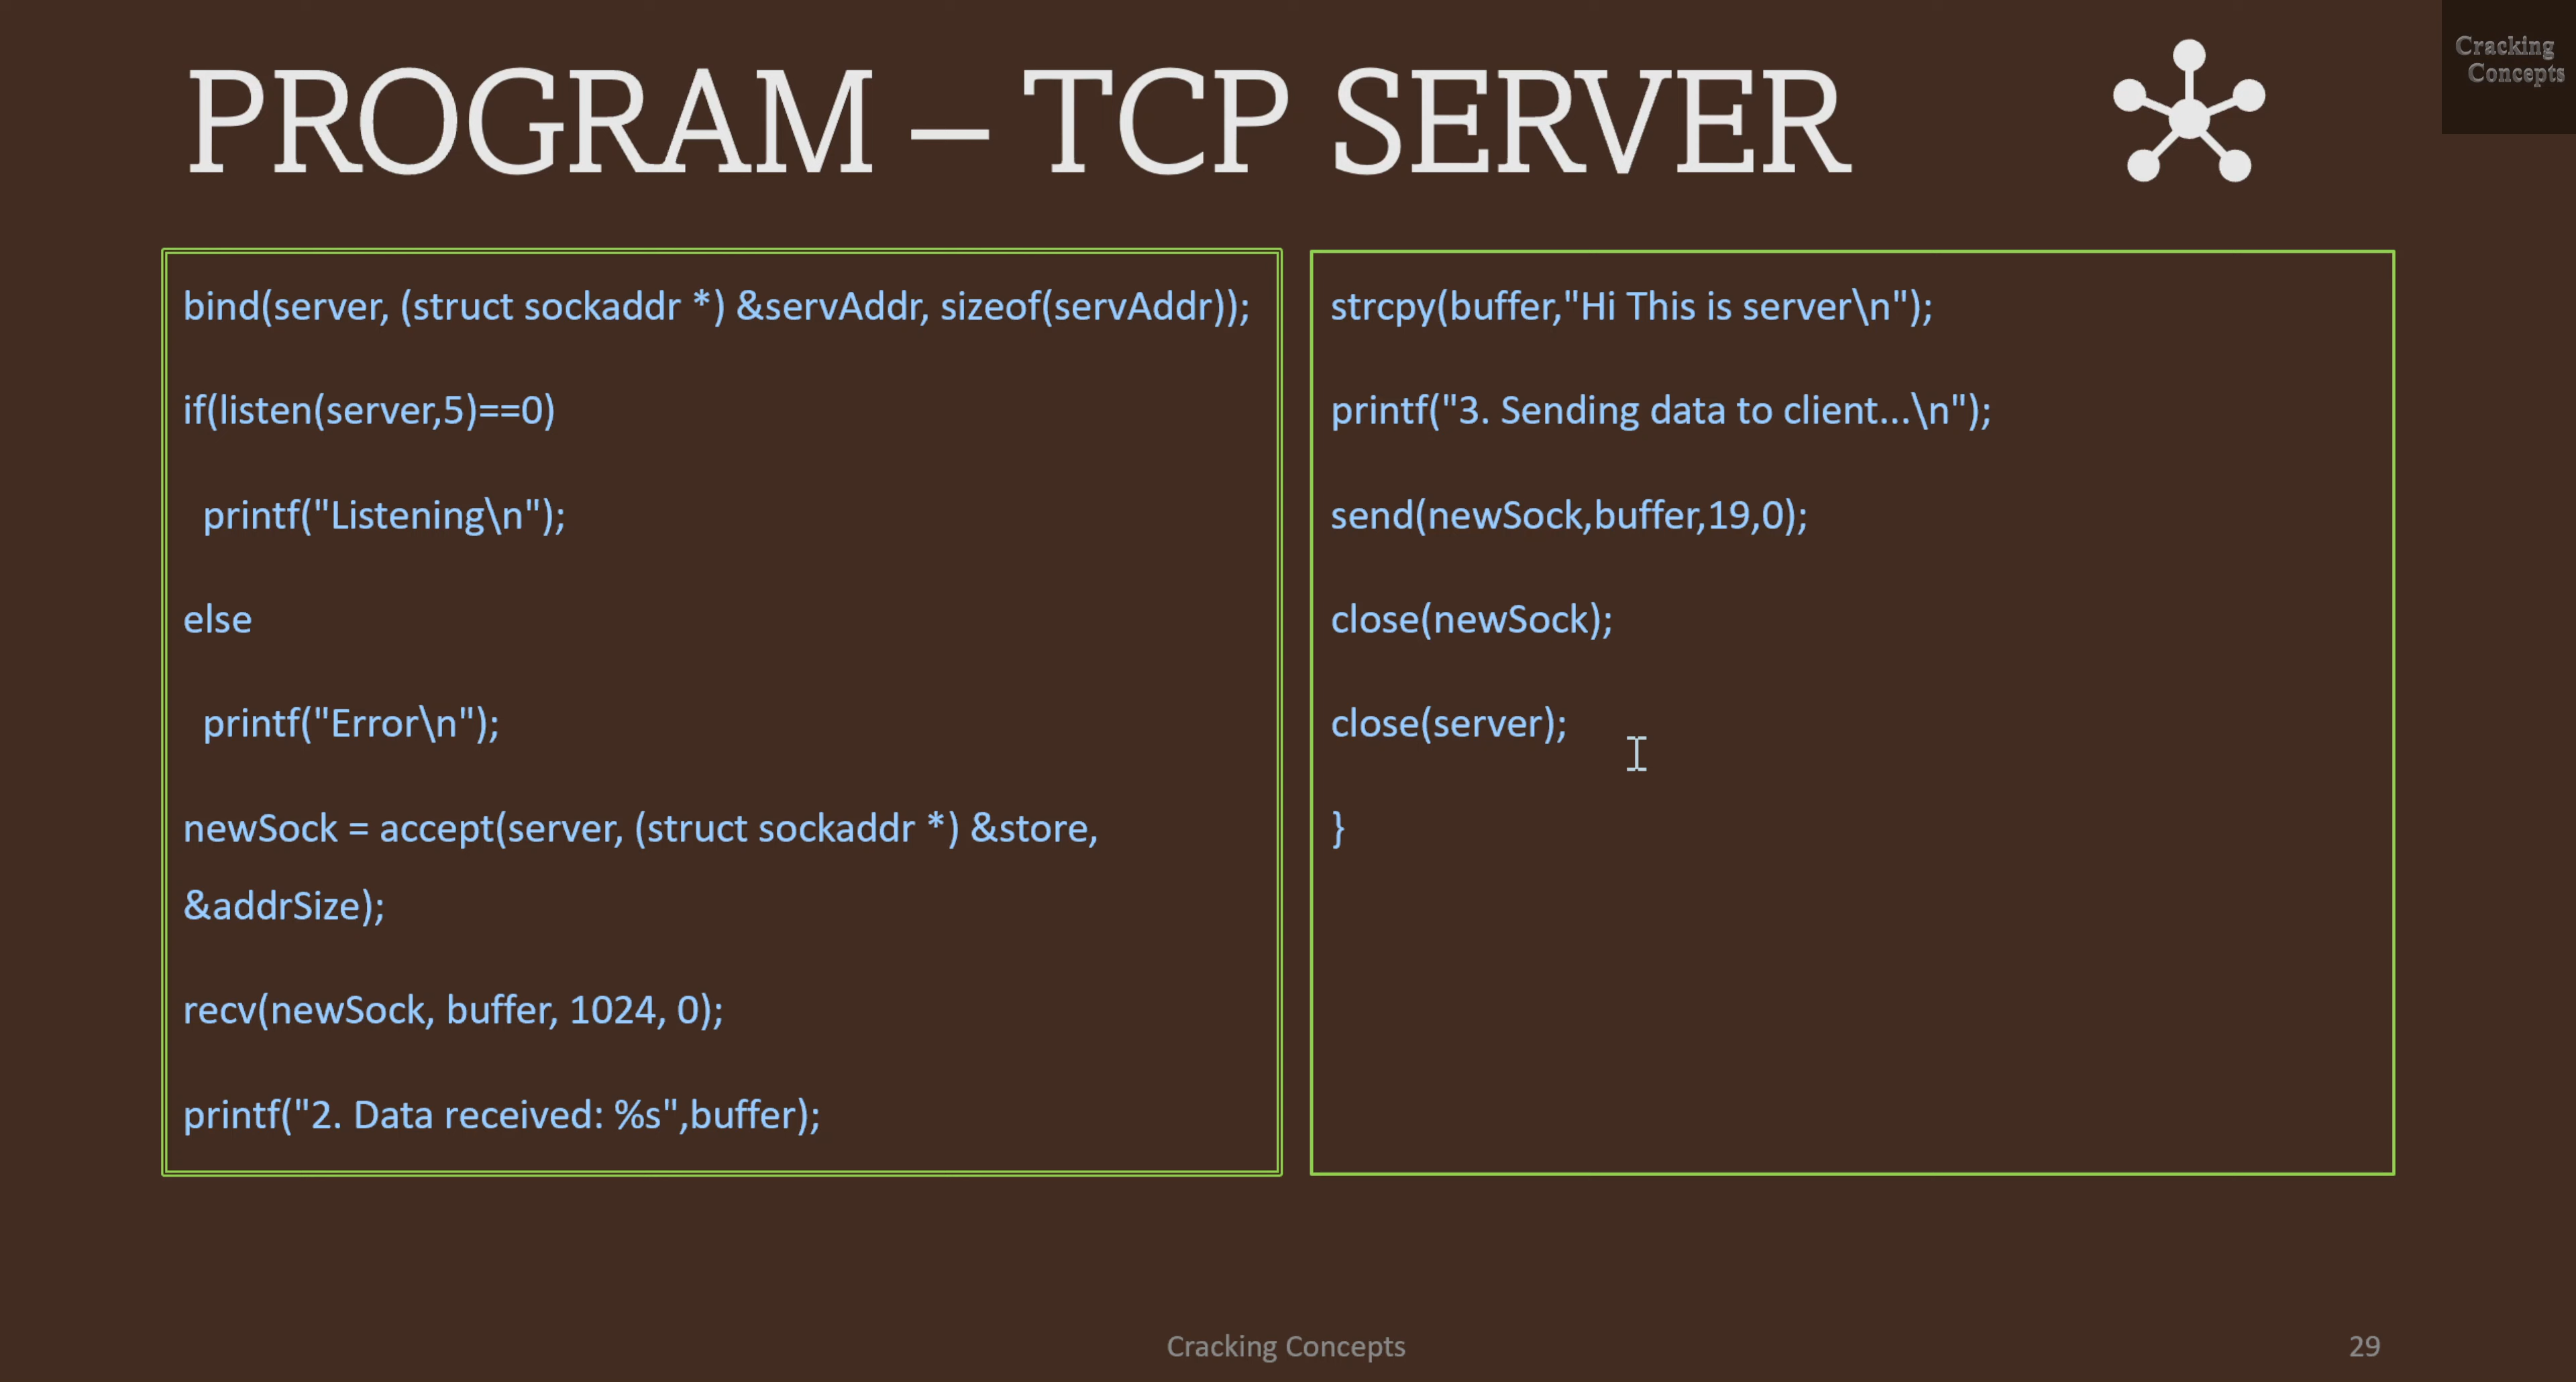 PROGRAM – TCP SERVER
Cracking
Concepts
bind(server, (struct sockaddr *) &servAddr, sizeof(servAddr));
if(listen(server,5)==0)
printf("Listening\n");
else
printf("Error\n");
newSock = accept(server, (struct sockaddr *) &store,
&addrSize);
recv(newSock, buffer, 1024, 0);
printf("2. Data received: %s",buffer);
strcpy(buffer,"Hi This is server\n");
printf("3. Sending data to client...\n");
send(newSock,buffer,19,0);
close(newSock);
close(server);
}
Cracking Concepts
29